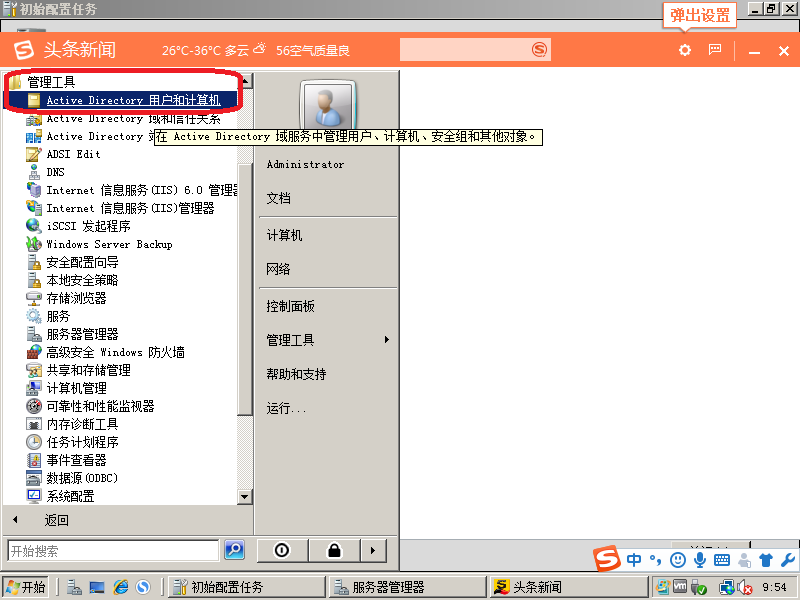 初始配置任务
弹出设置
头条新闻
26°C-36°C 多云
56空气质量良
管理工具
Active Directory 用户和计算机
Active Directory 域和信任关系
Active Directory 站
在 Active Directory 域服务中管理用户、计算机、安全组和其他对象。
ADSI Edit
DNS
Internet 信息服务(IIS) 6.0 管理器
Internet 信息服务(IIS)管理器
iSCSI 发起程序
Windows Server Backup
安全配置向导
本地安全策略
存储浏览器
服务
服务器管理器
高级安全 Windows 防火墙
共享和存储管理
计算机管理
可靠性和性能监视器
内存诊断工具
任务计划程序
事件查看器
数据源(ODBC)
系统配置
返回
开始搜索
Administrator
文档
计算机
网络
控制面板
管理工具
帮助和支持
运行...
中
开始
初始配置任务
服务器管理器
头条新闻
9:54